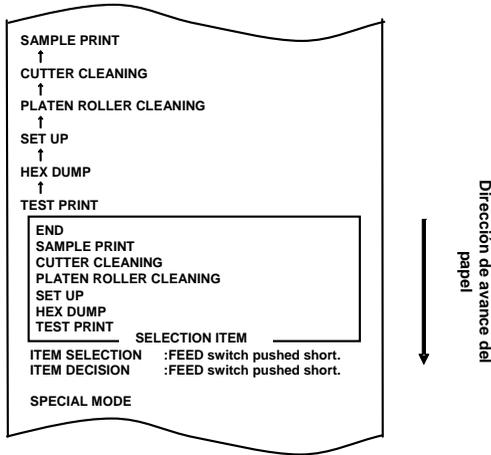 SAMPLE PRINT
↑
CUTTER CLEANING
↑
PLATEN ROLLER CLEANING
↑
SET UP
↑
HEX DUMP
↑
TEST PRINT
END
SAMPLE PRINT
CUTTER CLEANING
PLATEN ROLLER CLEANING
SET UP
HEX DUMP
TEST PRINT
SELECTION ITEM
ITEM SELECTION :FEED switch pushed short.
ITEM DECISION :FEED switch pushed short.
SPECIAL MODE
Dirección de avance del
papel